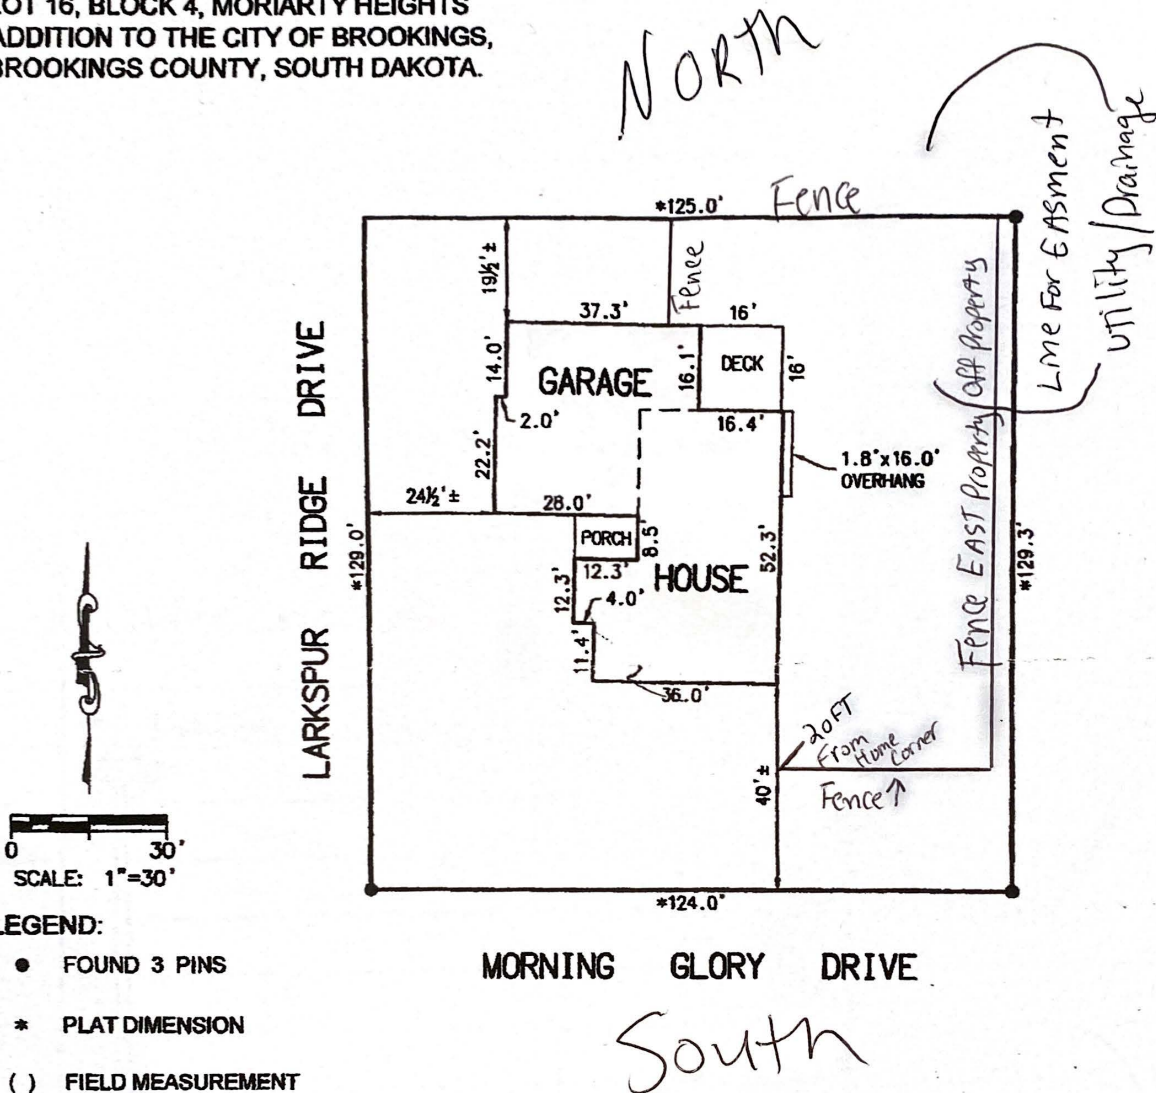 LOT 16, BLOCK 4, MORIARTY HEIGHTS
ADDITION TO THE CITY OF BROOKINGS,
BROOKINGS COUNTY, SOUTH DAKOTA.
NORth
*125.0' Fence
Line For EASment
Utility/Drainage
19½'±
Fence
37.3'
16'
14.0'
GARAGE
16.1'
DECK
16'
2.0'
16.4'
22.2'
1.8'x16.0'
OVERHANG
24½'±
28.0'
PORCH
8.5'
12.3'
HOUSE
52.3'
12.3'
4.0'
11.4'
36.0'
LARKSPUR RIDGE DRIVE
*129.0'
Fence EAST Property off Property
*129.3'
20FT
From
Home
Corner
40'±
Fence↑
*124.0'
MORNING GLORY DRIVE
South
0 30'
SCALE: 1"=30'
LEGEND:
● FOUND 3 PINS
* PLAT DIMENSION
( ) FIELD MEASUREMENT